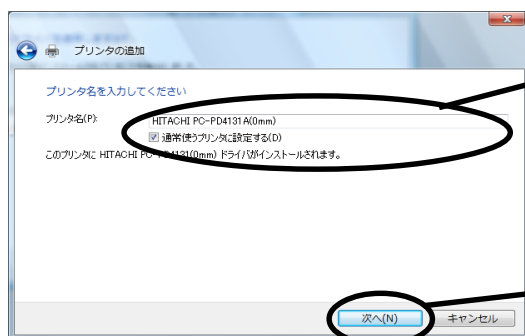 プリンタの追加
プリンタ名を入力してください
プリンタ名(P): HITACHI PC-PD4131A(0mm)
通常使うプリンタに設定する(D)
このプリンタに HITACHI PC-PD4131(0mm) ドライバがインストールされます。
次へ(N) キャンセル